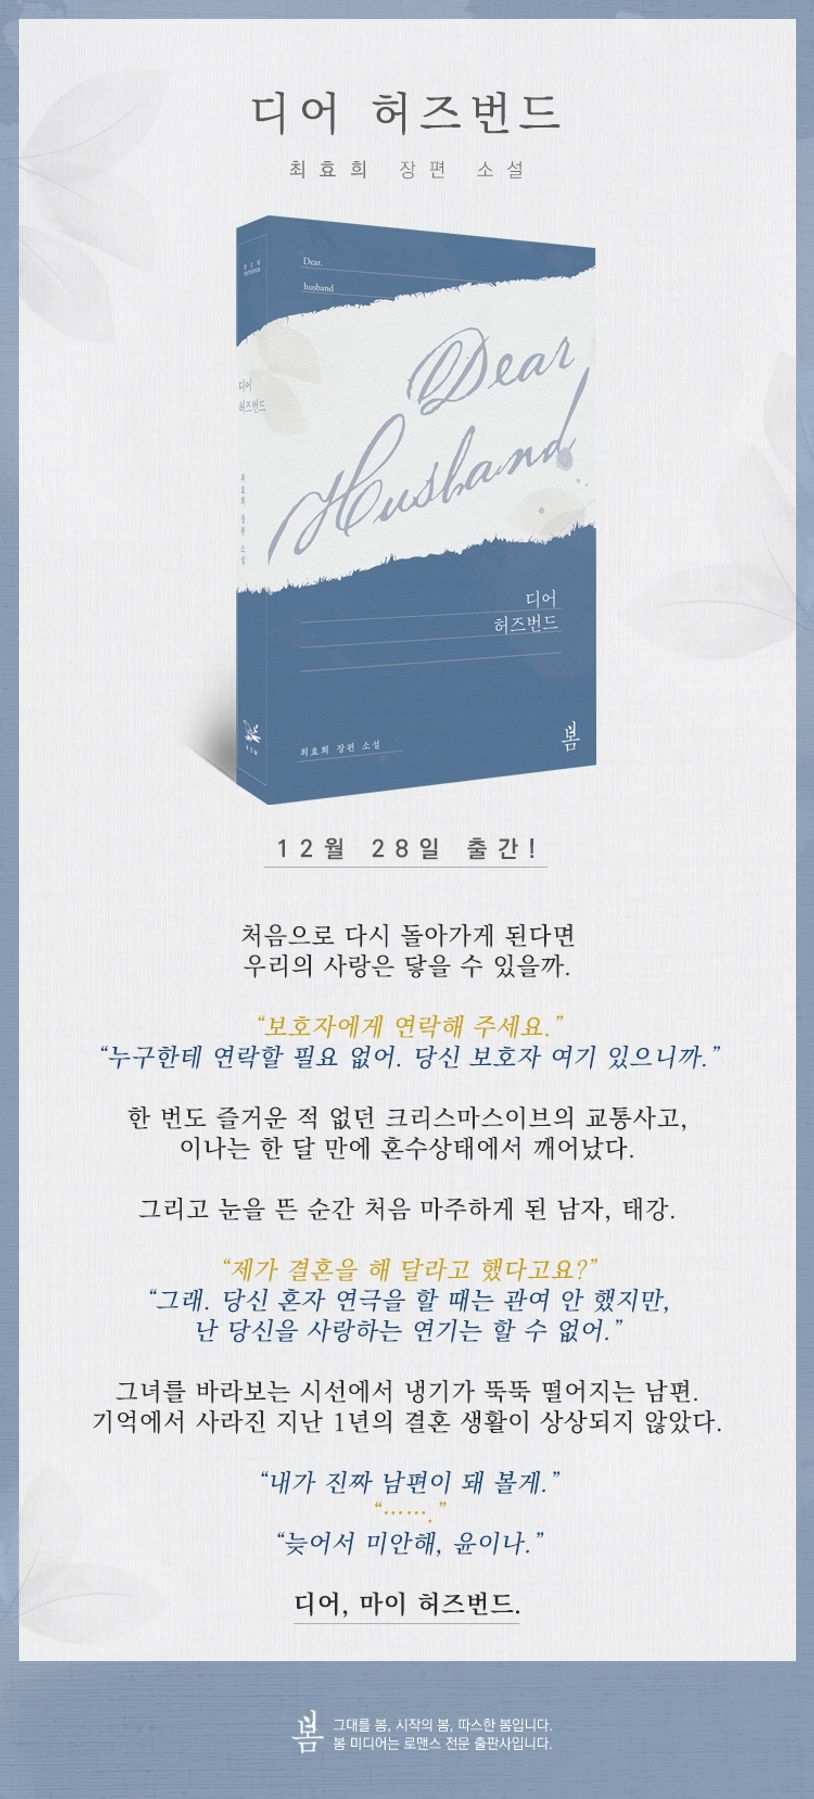 디어 허즈번드
최효희 장편 소설
Dear.
husband
Dear
Husband
디어
허즈번드
최효희 장편 소설
디어
허즈번드
최효희 장편 소설
봄
12월 28일 출간!
처음으로 다시 돌아가게 된다면
우리의 사랑은 닿을 수 있을까.
“보호자에게 연락해 주세요.”
“누구한테 연락할 필요 없어. 당신 보호자 여기 있으니까.”
한 번도 즐거운 적 없던 크리스마스이브의 교통사고,
이나는 한 달 만에 혼수상태에서 깨어났다.
그리고 눈을 뜬 순간 처음 마주하게 된 남자, 태강.
“제가 결혼을 해 달라고 했다고요?”
“그래. 당신 혼자 연극을 할 때는 관여 안 했지만,
난 당신을 사랑하는 연기는 할 수 없어.”
그녀를 바라보는 시선에서 냉기가 뚝뚝 떨어지는 남편.
기억에서 사라진 지난 1년의 결혼 생활이 상상되지 않았다.
“내가 진짜 남편이 돼 볼게.”
“…….”
“늦어서 미안해, 윤이나.”
디어, 마이 허즈번드.
봄
그대를 봄, 시작의 봄, 따스한 봄입니다.
봄 미디어는 로맨스 전문 출판사입니다.